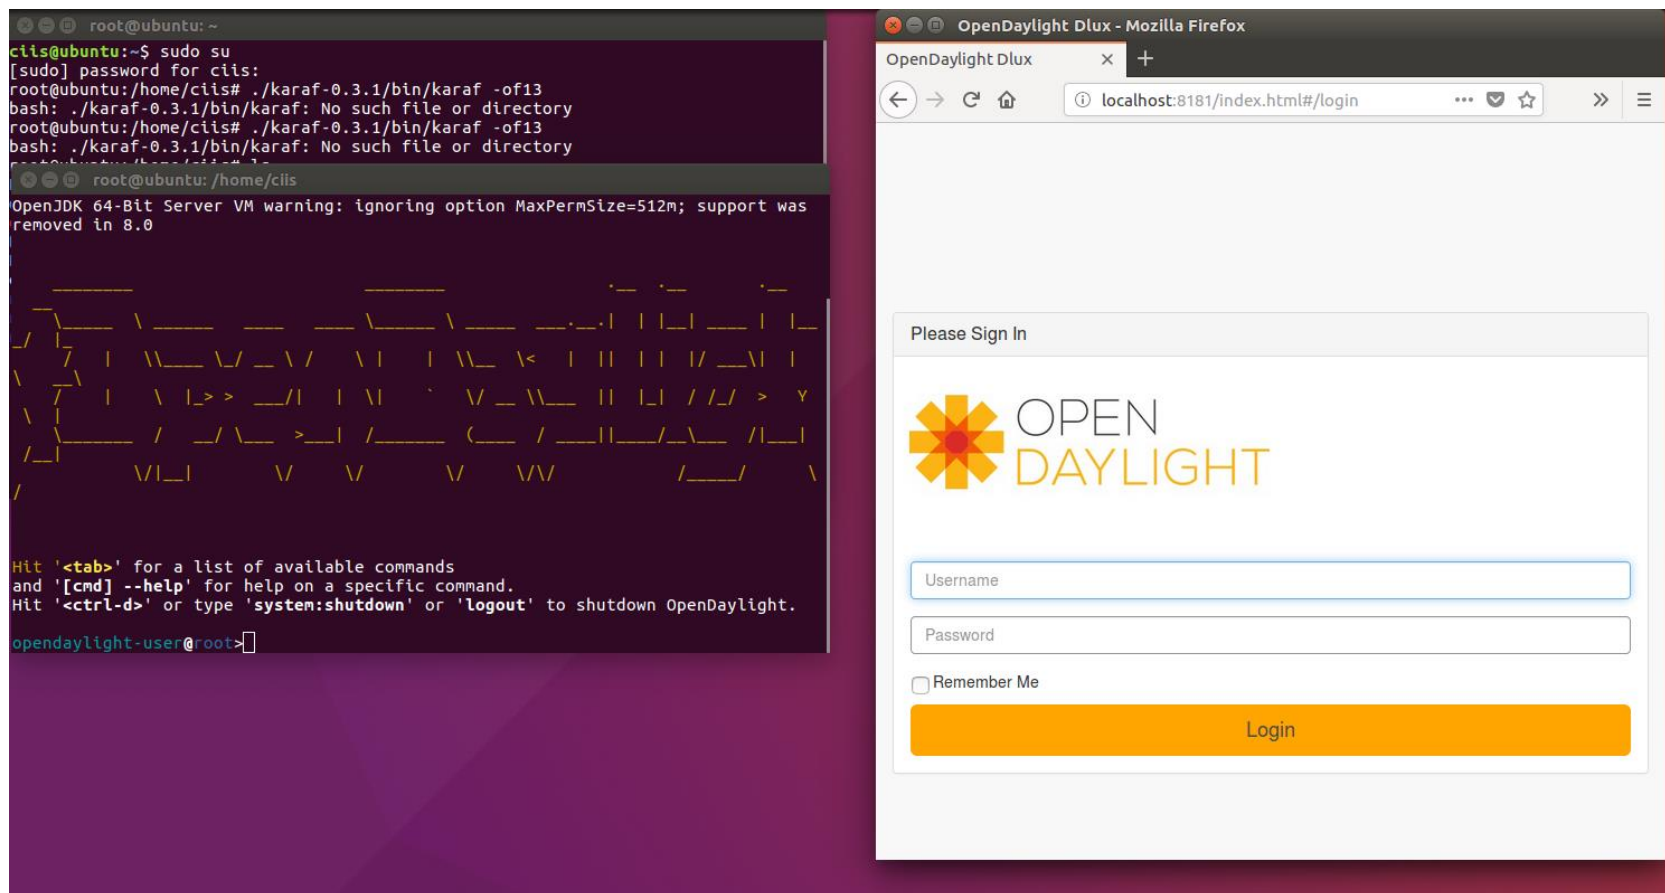 root@ubuntu: ~
ciis@ubuntu:~$ sudo su
[sudo] password for ciis:
root@ubuntu:/home/ciis# ./karaf-0.3.1/bin/karaf -of13
bash: ./karaf-0.3.1/bin/karaf: No such file or directory
root@ubuntu:/home/ciis# ./karaf-0.3.1/bin/karaf -of13
bash: ./karaf-0.3.1/bin/karaf: No such file or directory
root@ubuntu: /home/ciis
OpenJDK 64-Bit Server VM warning: ignoring option MaxPermSize=512m; support was
removed in 8.0
Hit '<tab>' for a list of available commands
and '[cmd] --help' for help on a specific command.
Hit '<ctrl-d>' or type 'system:shutdown' or 'logout' to shutdown OpenDaylight.
opendaylight-user@root>
OpenDaylight Dlux - Mozilla Firefox
OpenDaylight Dlux
localhost:8181/index.html#/login
Please Sign In
OPEN
DAYLIGHT
Username
Password
Remember Me
Login